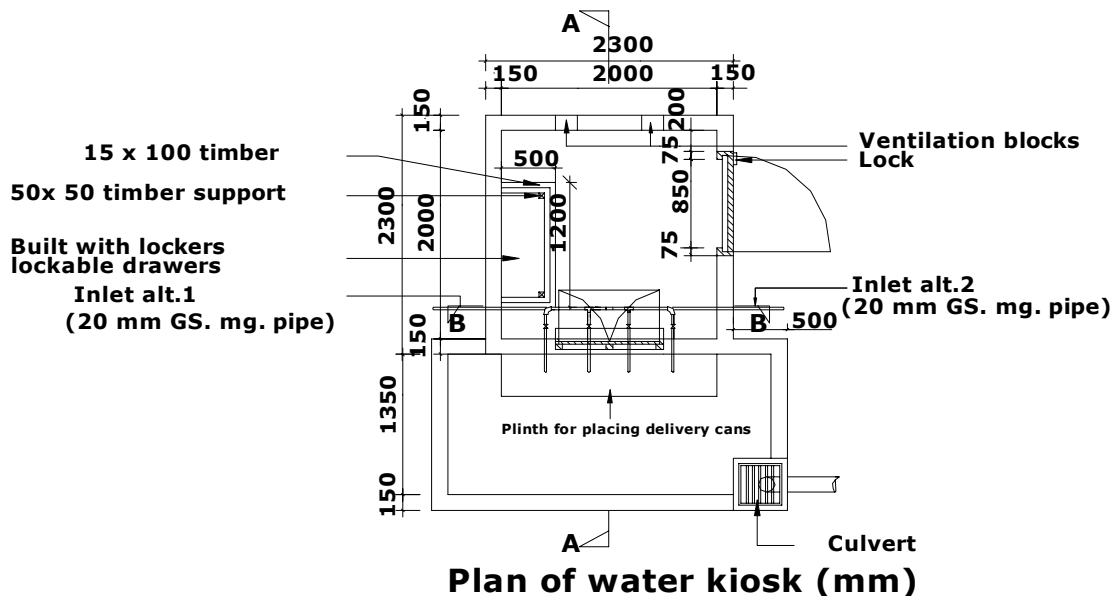 A
2300
150 2000 150
150
200
15 x 100 timber
500
75
Ventilation blocks
Lock
50x 50 timber support
2300
2000
1200
850
Built with lockers
lockable drawers
75
Inlet alt.1
(20 mm GS. mg. pipe)
Inlet alt.2
(20 mm GS. mg. pipe)
B
B
500
150
1350
Plinth for placing delivery cans
150
A
Culvert
Plan of water kiosk (mm)